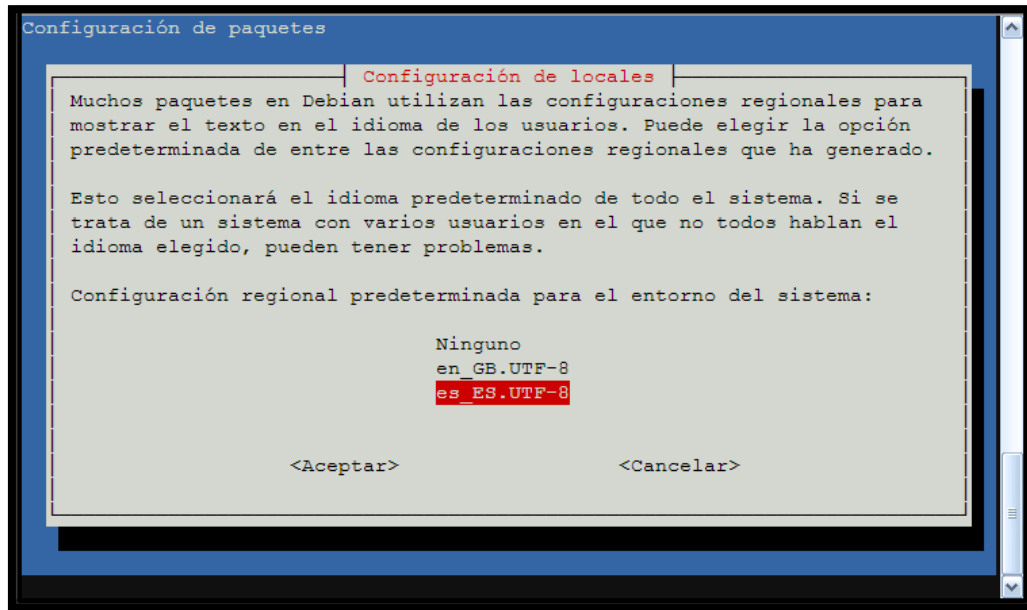 Configuración de paquetes
Configuración de locales
Muchos paquetes en Debian utilizan las configuraciones regionales para
mostrar el texto en el idioma de los usuarios. Puede elegir la opción
predeterminada de entre las configuraciones regionales que ha generado.
Esto seleccionará el idioma predeterminado de todo el sistema. Si se
trata de un sistema con varios usuarios en el que no todos hablan el
idioma elegido, pueden tener problemas.
Configuración regional predeterminada para el entorno del sistema:
Ninguno
en_GB.UTF-8
es_ES.UTF-8
<Aceptar> <Cancelar>